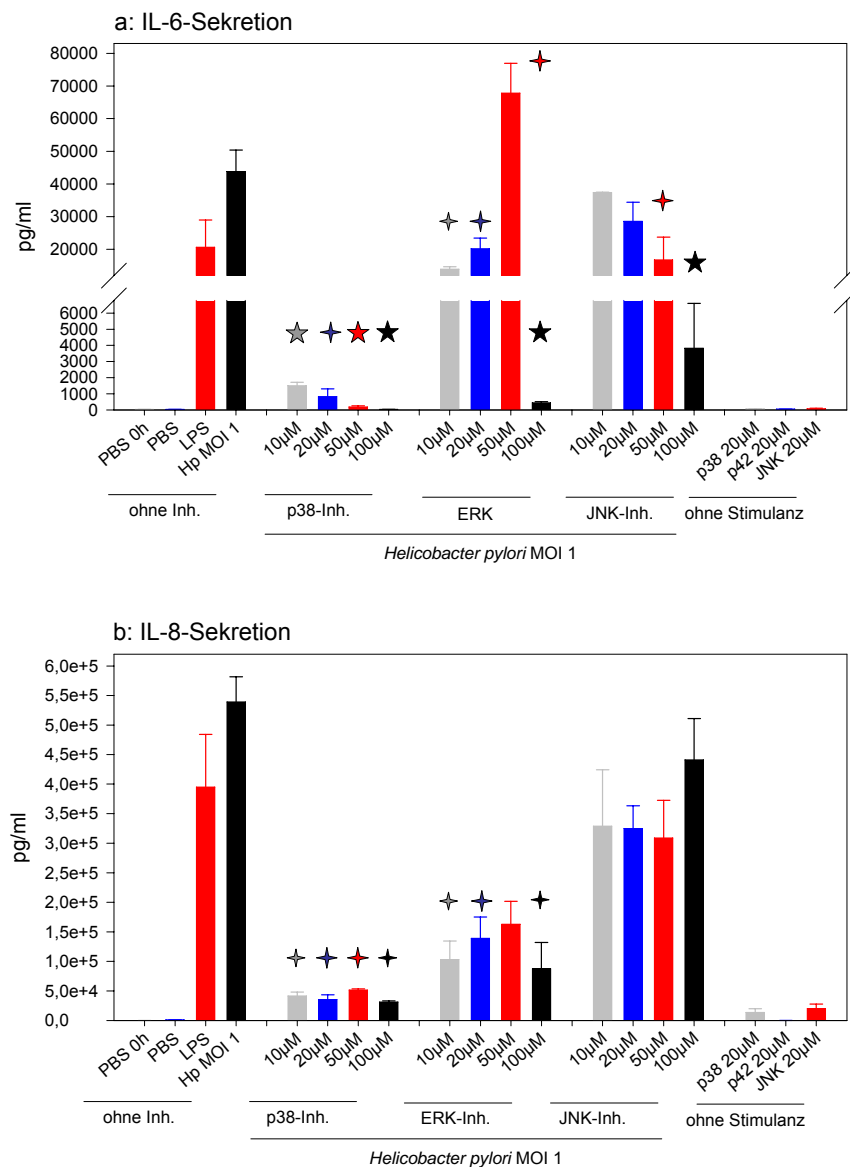 a: IL-6-Sekretion
80000
70000
60000
50000
40000
30000
20000
6000
5000
4000
3000
2000
1000
0
pg/ml
PBS 0h
PBS
LPS
Hp MOI 1
10µM
20µM
50µM
100µM
10µM
20µM
50µM
100µM
10µM
20µM
50µM
100µM
p38 20µM
p42 20µM
JNK 20µM
ohne Inh.
p38-Inh.
ERK
JNK-Inh.
ohne Stimulanz
Helicobacter pylori MOI 1
b: IL-8-Sekretion
6,0e+5
5,5e+5
5,0e+5
4,5e+5
4,0e+5
3,5e+5
3,0e+5
2,5e+5
2,0e+5
1,5e+5
1,0e+5
5,0e+4
0,0
pg/ml
PBS 0h
PBS
LPS
Hp MOI 1
10µM
20µM
50µM
100µM
10µM
20µM
50µM
100µM
10µM
20µM
50µM
100µM
p38 20µM
p42 20µM
JNK 20µM
ohne Inh.
p38-Inh.
ERK-Inh.
JNK-Inh.
ohne Stimulanz
Helicobacter pylori MOI 1